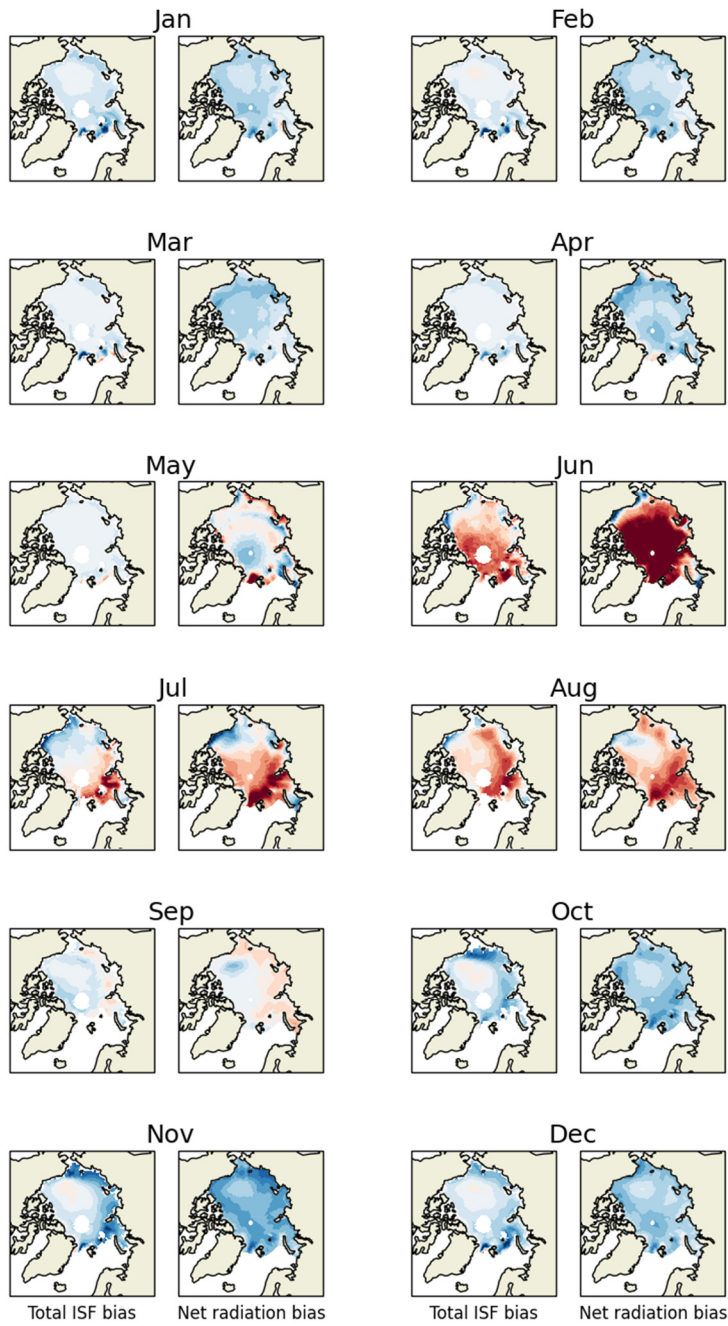 Jan
Feb
Mar
Apr
May
Jun
Jul
Aug
Sep
Oct
Nov
Dec
Total ISF bias
Net radiation bias
Total ISF bias
Net radiation bias